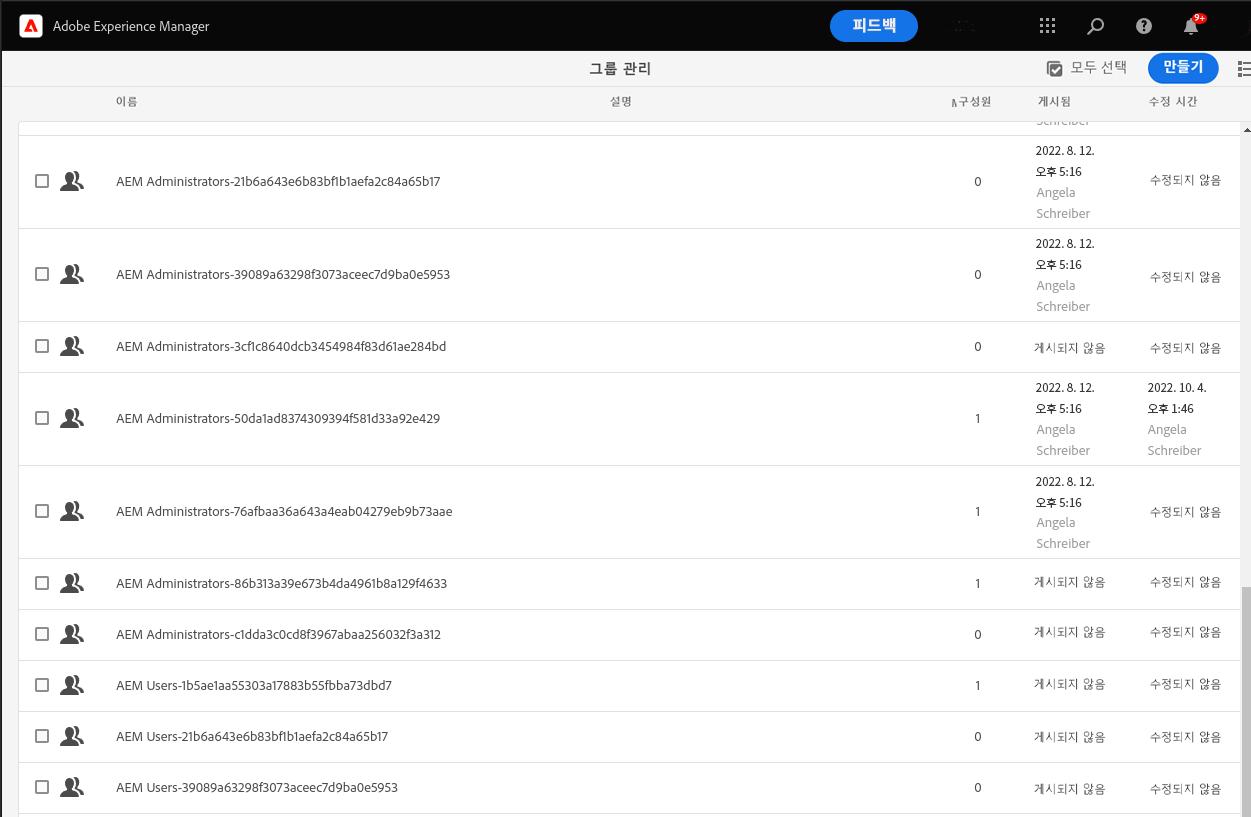 Adobe Experience Manager
피드백
9+
그룹 관리
모두 선택
만들기
이름 설명 구성원 게시됨 수정 시간
Schreiber
AEM Administrators-21b6a643e6b83bf1b1aefa2c84a65b17 0 2022. 8. 12. 수정되지 않음
오후 5:16
Angela
Schreiber
AEM Administrators-39089a63298f3073aceec7d9ba0e5953 0 2022. 8. 12. 수정되지 않음
오후 5:16
Angela
Schreiber
AEM Administrators-3cf1c8640dcb3454984f83d61ae284bd 0 게시되지 않음 수정되지 않음
AEM Administrators-50da1ad8374309394f581d33a92e429 1 2022. 8. 12. 2022. 10. 4.
오후 5:16 오후 1:46
Angela Angela
Schreiber Schreiber
AEM Administrators-76afbaa36a643a4eab04279eb9b73aae 1 2022. 8. 12. 수정되지 않음
오후 5:16
Angela
Schreiber
AEM Administrators-86b313a39e673b4da4961b8a129f4633 1 게시되지 않음 수정되지 않음
AEM Administrators-c1dda3c0cd8f3967abaa256032f3a312 0 게시되지 않음 수정되지 않음
AEM Users-1b5ae1aa55303a17883b55fbba73dbd7 1 게시되지 않음 수정되지 않음
AEM Users-21b6a643e6b83bf1b1aefa2c84a65b17 0 게시되지 않음 수정되지 않음
AEM Users-39089a63298f3073aceec7d9ba0e5953 0 게시되지 않음 수정되지 않음